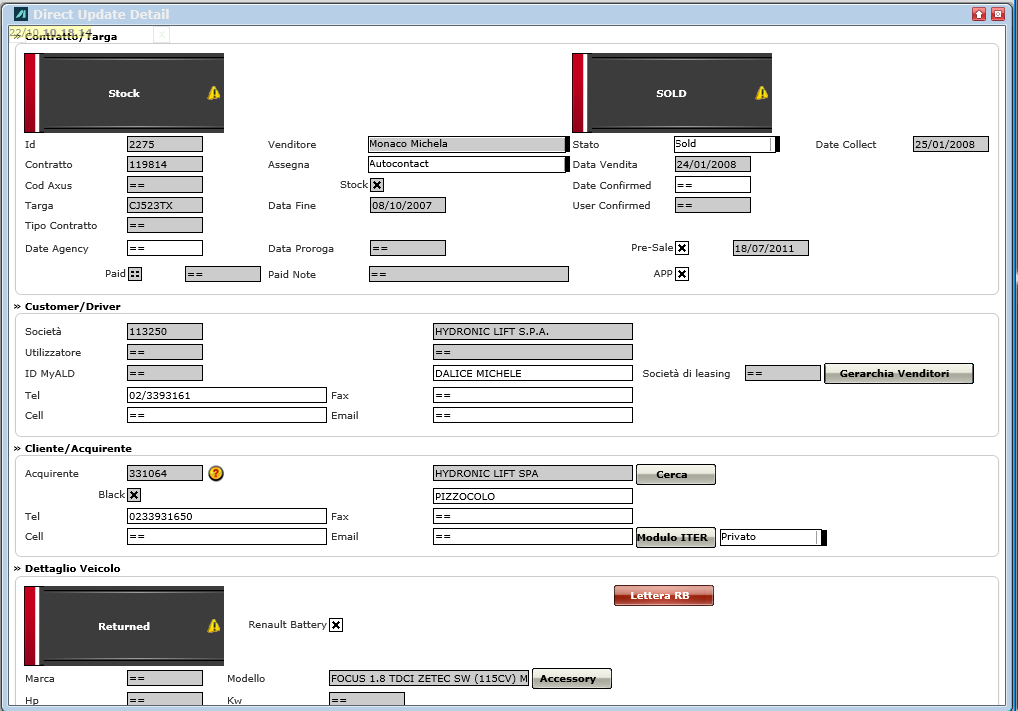 Direct Update Detail
22/10 10.18.14
» Contratto/Targa
Stock SOLD
Id 2275 Venditore Monaco Michela Stato Sold Date Collect 25/01/2008
Contratto 119814 Assegna Autocontact Data Vendita 24/01/2008
Cod Axus == Stock Date Confirmed ==
Targa CJ523TX Data Fine 08/10/2007 User Confirmed ==
Tipo Contratto ==
Date Agency == Data Proroga == Pre-Sale 18/07/2011
Paid == Paid Note == APP
» Customer/Driver
Società 113250 HYDRONIC LIFT S.P.A.
Utilizzatore == ==
ID MyALD == DALICE MICHELE Società di leasing == Gerarchia Venditori
Tel 02/3393161 Fax ==
Cell == Email ==
» Cliente/Acquirente
Acquirente 331064 ? HYDRONIC LIFT SPA Cerca
Black PIZZOCOLO
Tel 0233931650 Fax ==
Cell == Email == Modulo ITER Privato
» Dettaglio Veicolo
Lettera RB
Returned Renault Battery
Marca == Modello FOCUS 1.8 TDCI ZETEC SW (115CV) M Accessory
Hp == Kw ==